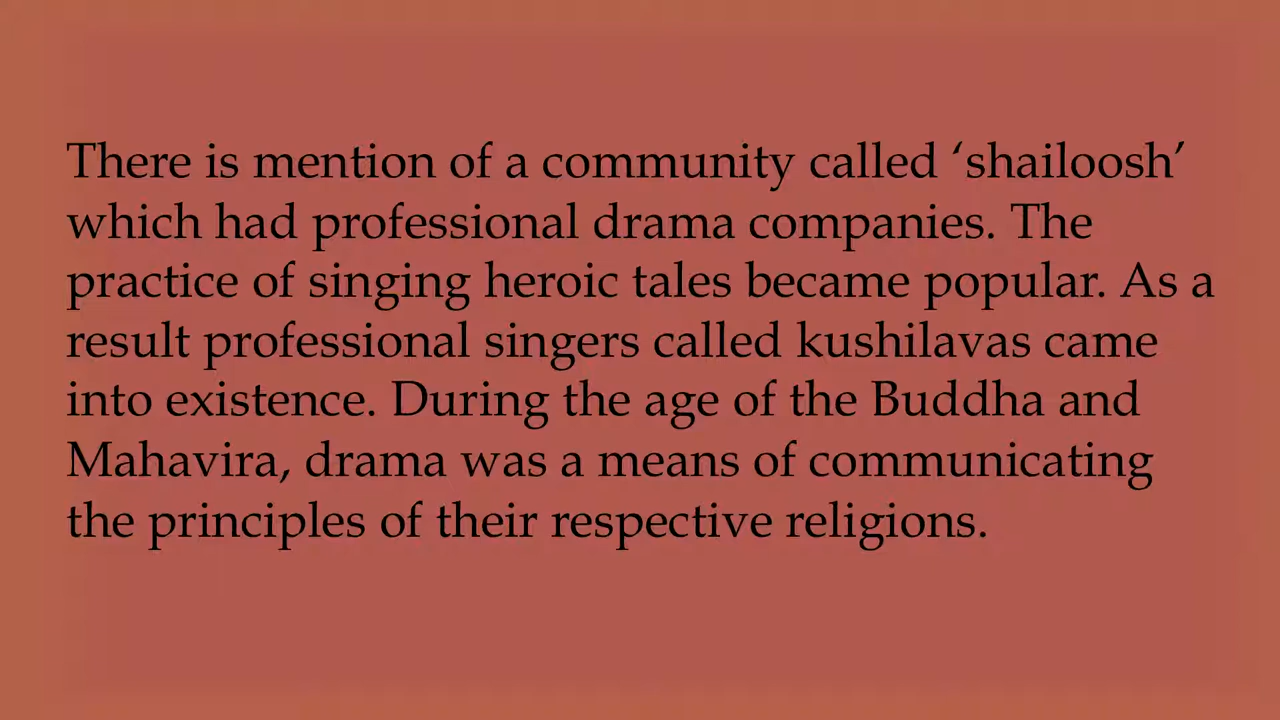 There is mention of a community called ‘shailoosh’
which had professional drama companies. The
practice of singing heroic tales became popular. As a
result professional singers called kushilavas came
into existence. During the age of the Buddha and
Mahavira, drama was a means of communicating
the principles of their respective religions.